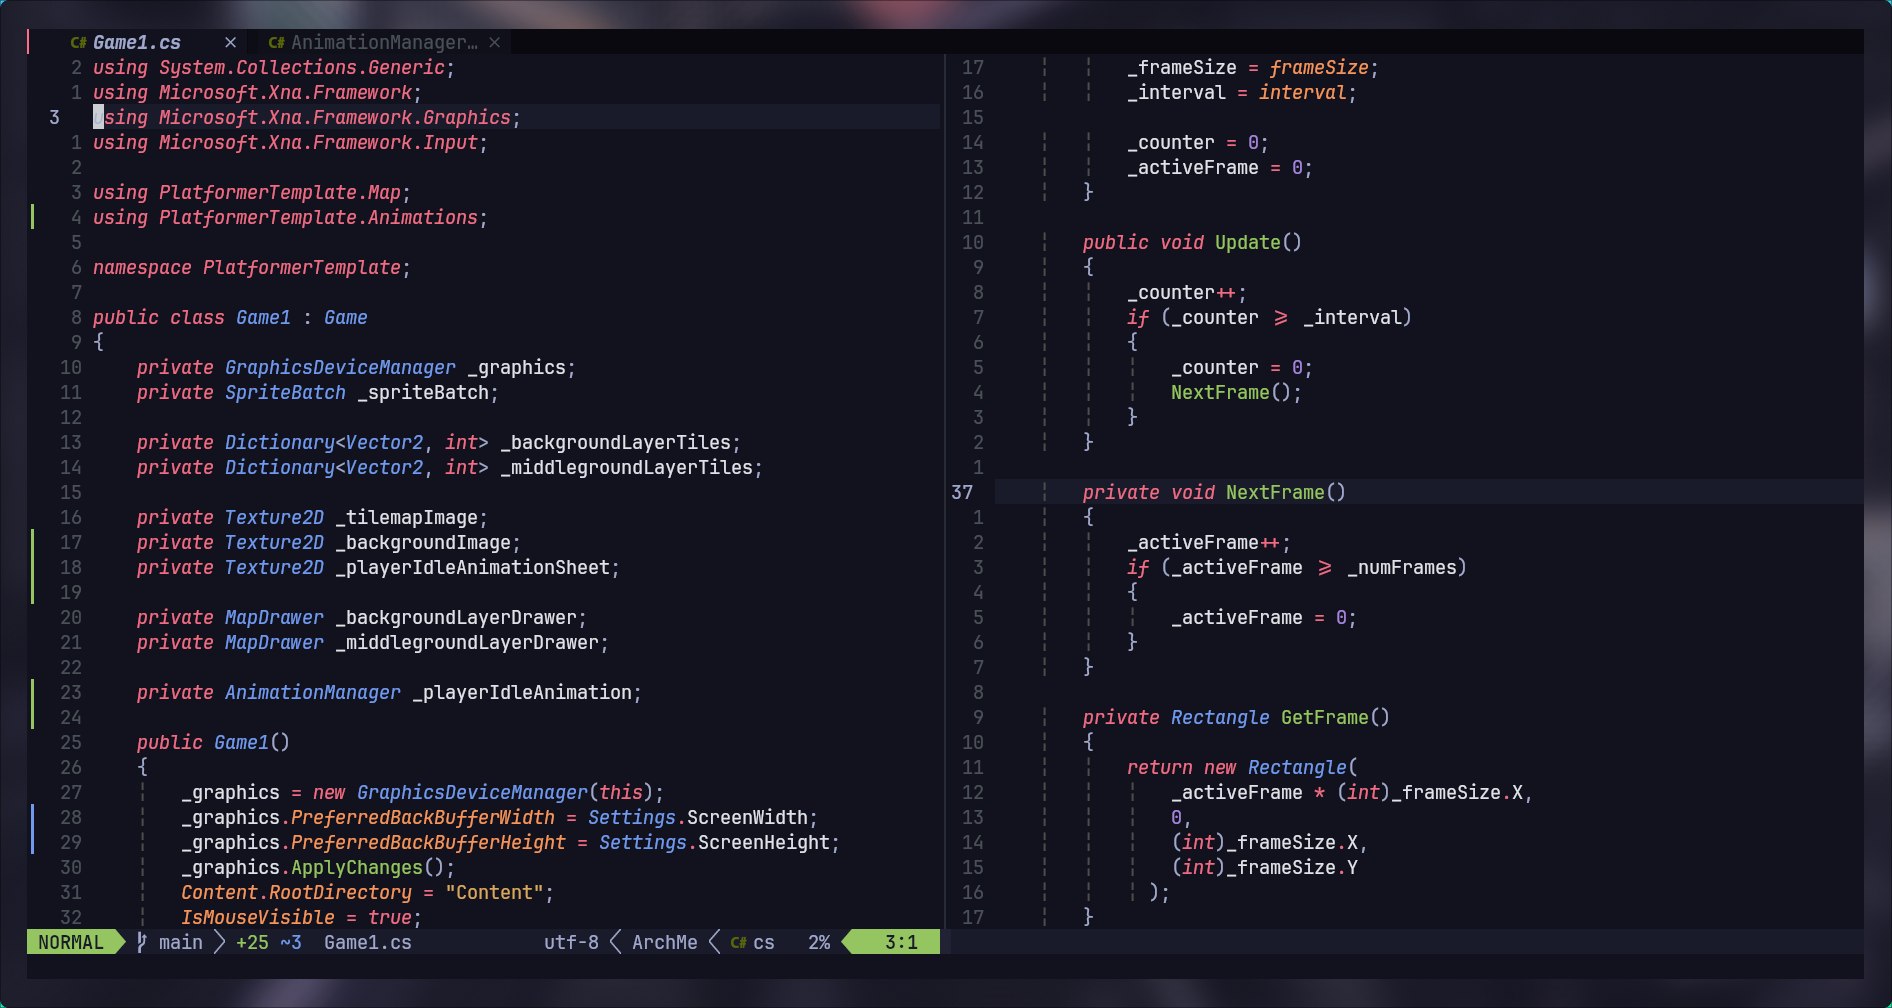 C# Game1.cs × C# AnimationManager… ×
2 using System.Collections.Generic;
1 using Microsoft.Xna.Framework;
3 using Microsoft.Xna.Framework.Graphics;
1 using Microsoft.Xna.Framework.Input;
2
3 using PlatformerTemplate.Map;
4 using PlatformerTemplate.Animations;
5
6 namespace PlatformerTemplate;
7
8 public class Game1 : Game
9 {
10 private GraphicsDeviceManager _graphics;
11 private SpriteBatch _spriteBatch;
12
13 private Dictionary<Vector2, int> _backgroundLayerTiles;
14 private Dictionary<Vector2, int> _middlegroundLayerTiles;
15
16 private Texture2D _tilemapImage;
17 private Texture2D _backgroundImage;
18 private Texture2D _playerIdleAnimationSheet;
19
20 private MapDrawer _backgroundLayerDrawer;
21 private MapDrawer _middlegroundLayerDrawer;
22
23 private AnimationManager _playerIdleAnimation;
24
25 public Game1()
26 {
27 _graphics = new GraphicsDeviceManager(this);
28 _graphics.PreferredBackBufferWidth = Settings.ScreenWidth;
29 _graphics.PreferredBackBufferHeight = Settings.ScreenHeight;
30 _graphics.ApplyChanges();
31 Content.RootDirectory = "Content";
32 IsMouseVisible = true;
17 _frameSize = frameSize;
16 _interval = interval;
15
14 _counter = 0;
13 _activeFrame = 0;
12 }
11
10 public void Update()
9 {
8 _counter++;
7 if (_counter >= _interval)
6 {
5 _counter = 0;
4 NextFrame();
3 }
2 }
1
37 private void NextFrame()
1 {
2 _activeFrame++;
3 if (_activeFrame >= _numFrames)
4 {
5 _activeFrame = 0;
6 }
7 }
8
9 private Rectangle GetFrame()
10 {
11 return new Rectangle(
12 _activeFrame * (int)_frameSize.X,
13 0,
14 (int)_frameSize.X,
15 (int)_frameSize.Y
16 );
17 }
NORMAL main +25 ~3 Game1.cs utf-8 ArchMe C# cs 2% 3:1